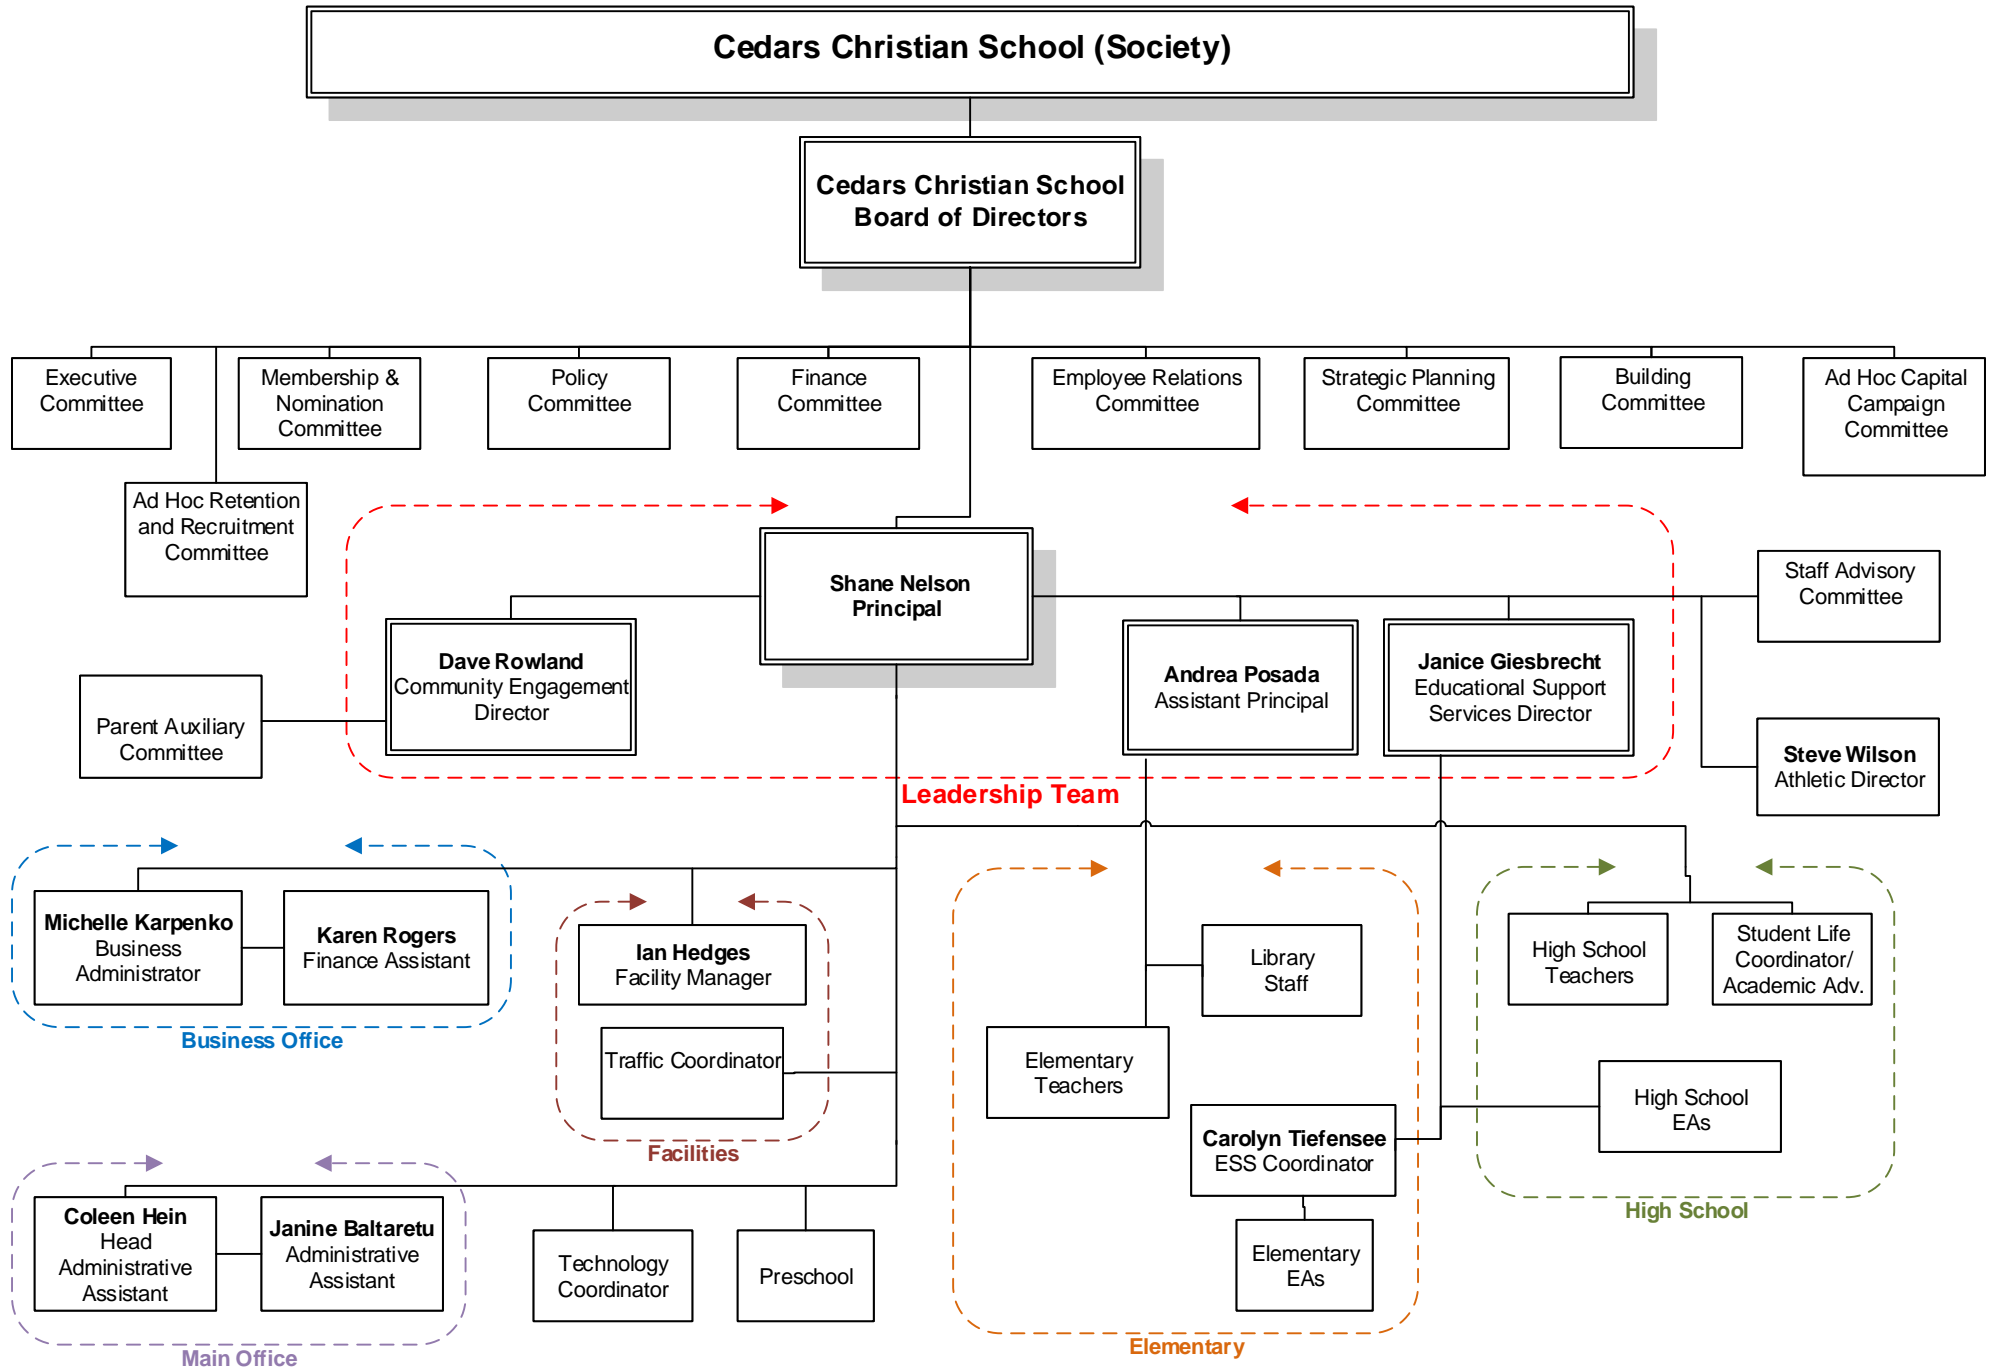 Cedars Christian School (Society)
Cedars Christian School
Board of Directors
Executive
Committee
Membership &
Nomination
Committee
Policy
Committee
Finance
Committee
Employee Relations
Committee
Strategic Planning
Committee
Building
Committee
Ad Hoc Capital
Campaign
Committee
Ad Hoc Retention
and Recruitment
Committee
Shane Nelson
Principal
Staff Advisory
Committee
Dave Rowland
Community Engagement
Director
Andrea Posada
Assistant Principal
Janice Giesbrecht
Educational Support
Services Director
Parent Auxiliary
Committee
Steve Wilson
Athletic Director
Leadership Team
Michelle Karpenko
Business
Administrator
Karen Rogers
Finance Assistant
Business Office
Ian Hedges
Facility Manager
Traffic Coordinator
Facilities
Library
Staff
Elementary
Teachers
Carolyn Tiefensee
ESS Coordinator
Elementary
EAs
Elementary
High School
Teachers
Student Life
Coordinator/
Academic Adv.
High School
EAs
High School
Coleen Hein
Head
Administrative
Assistant
Janine Baltaretu
Administrative
Assistant
Main Office
Technology
Coordinator
Preschool